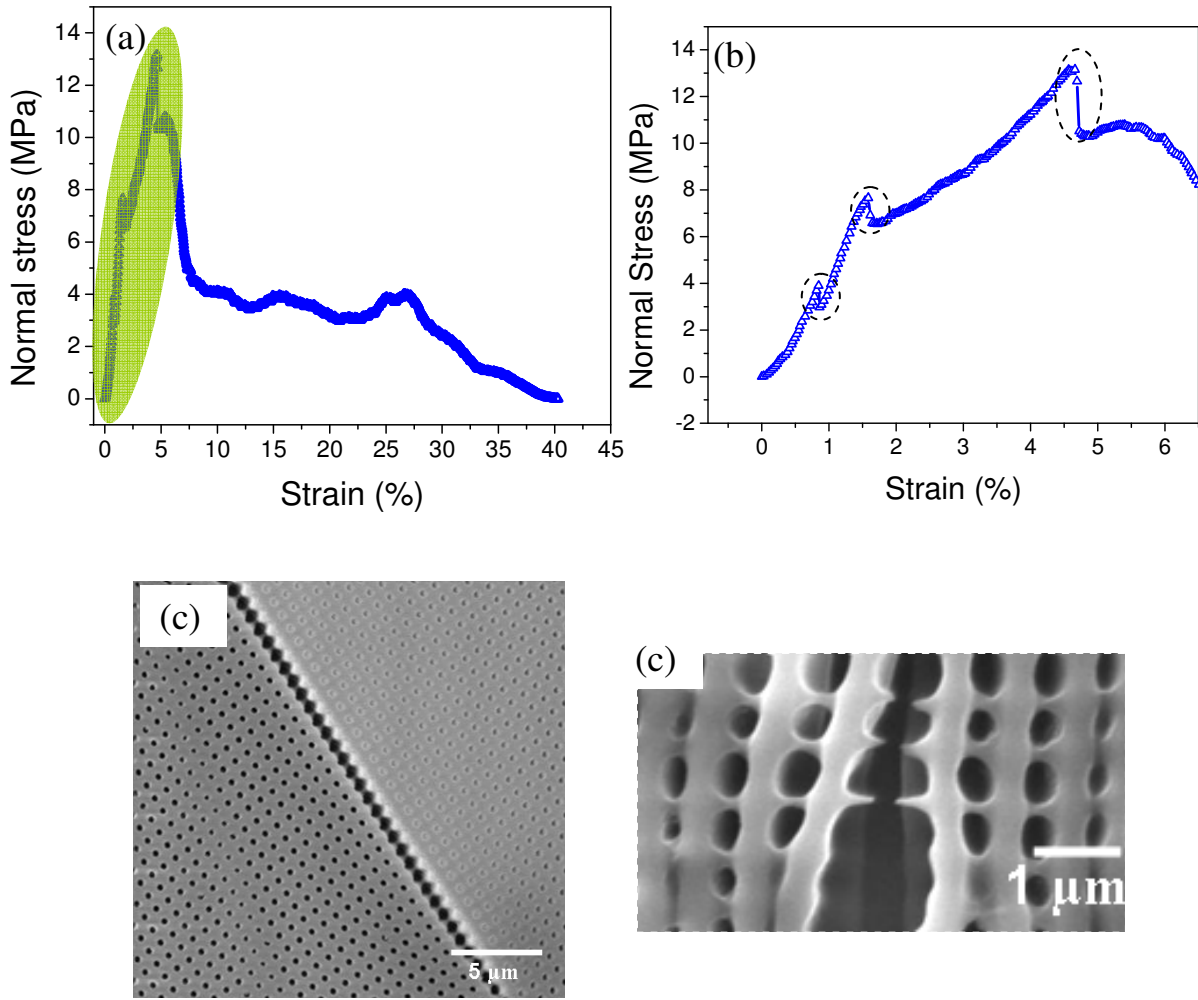 (a)
14
12
10
8
6
4
2
0
Normal stress (MPa)
0 5 10 15 20 25 30 35 40 45
Strain (%)
(b)
14
12
10
8
6
4
2
0
-2
Normal Stress (MPa)
0 1 2 3 4 5 6
Strain (%)
(c)
5 μm
(c)
1 μm